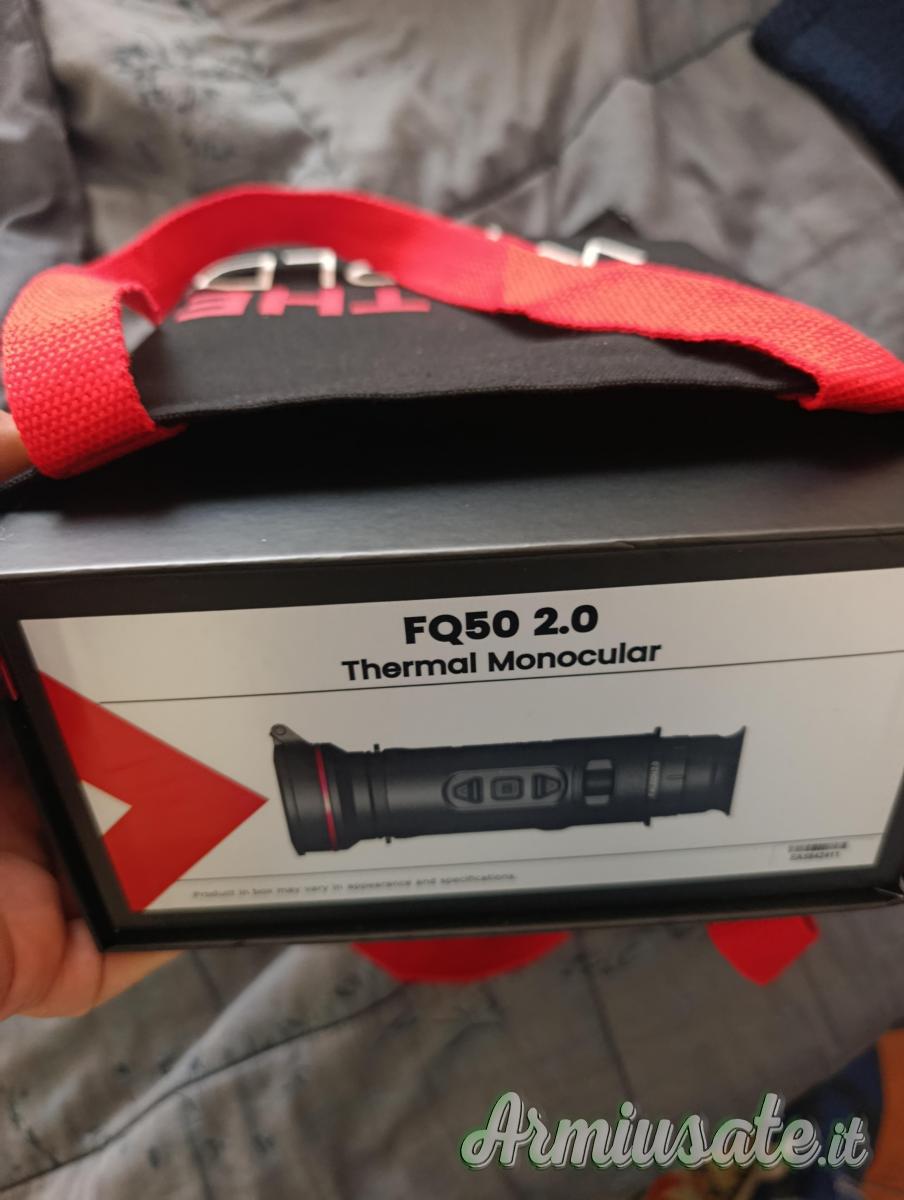 THE
FQ50 2.0
Thermal Monocular
Product in box may vary in appearance and specifications.
Armiusate.it